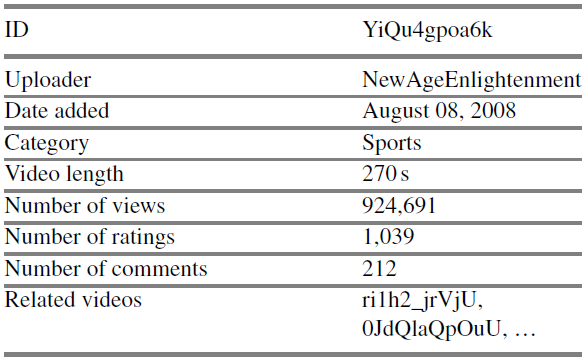 ID YiQu4gpoa6k
Uploader NewAgeEnlightenment
Date added August 08, 2008
Category Sports
Video length 270 s
Number of views 924,691
Number of ratings 1,039
Number of comments 212
Related videos ri1h2_jrVjU,
0JdQlaQpOuU, …